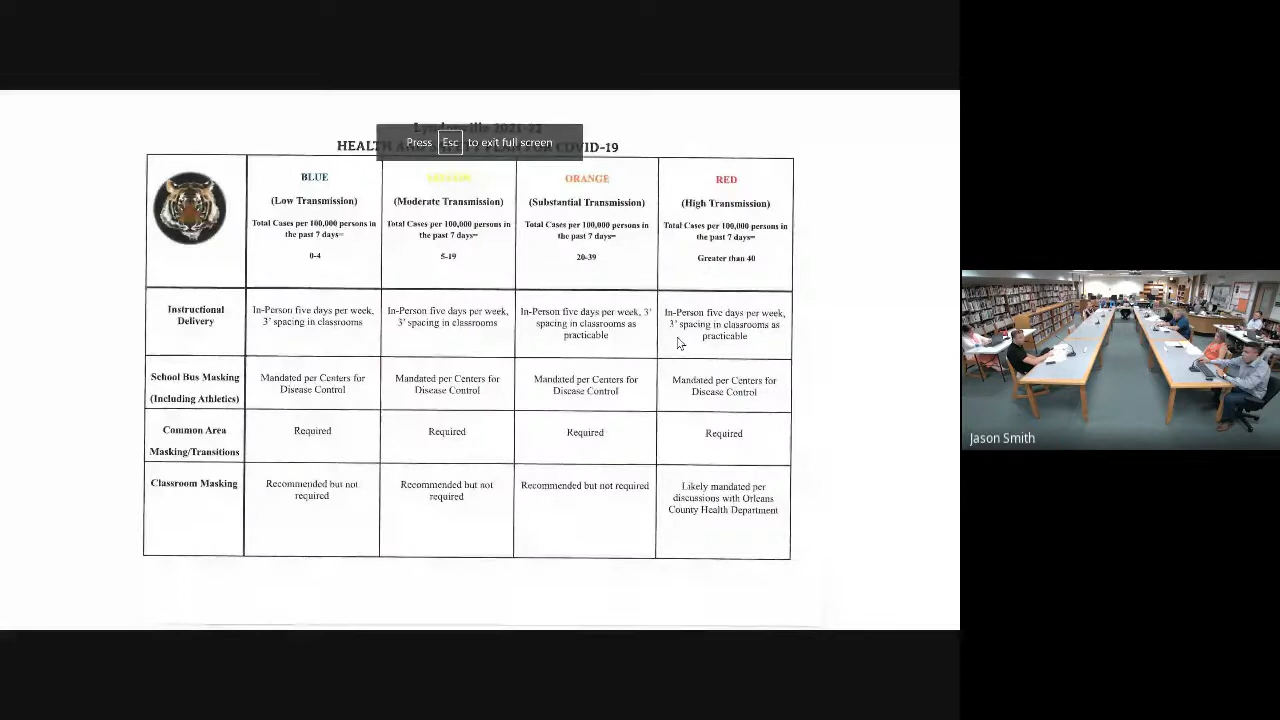 Lyndonville 2021-22
HEALTH AND SAFETY PLAN FOR COVID-19
Press Esc to exit full screen
BLUE
(Low Transmission)
Total Cases per 100,000 persons in
the past 7 days=
0-4
YELLOW
(Moderate Transmission)
Total Cases per 100,000 persons in
the past 7 days=
5-19
ORANGE
(Substantial Transmission)
Total Cases per 100,000 persons in
the past 7 days=
20-39
RED
(High Transmission)
Total Cases per 100,000 persons in
the past 7 days=
Greater than 40
Instructional
Delivery
In-Person five days per week,
3' spacing in classrooms
In-Person five days per week,
3' spacing in classrooms
In-Person five days per week, 3'
spacing in classrooms as
practicable
In-Person five days per week,
3' spacing in classrooms as
practicable
School Bus Masking
(Including Athletics)
Mandated per Centers for
Disease Control
Mandated per Centers for
Disease Control
Mandated per Centers for
Disease Control
Mandated per Centers for
Disease Control
Common Area
Masking/Transitions
Required
Required
Required
Required
Classroom Masking
Recommended but not
required
Recommended but not
required
Recommended but not required
Likely mandated per
discussions with Orleans
County Health Department
Jason Smith